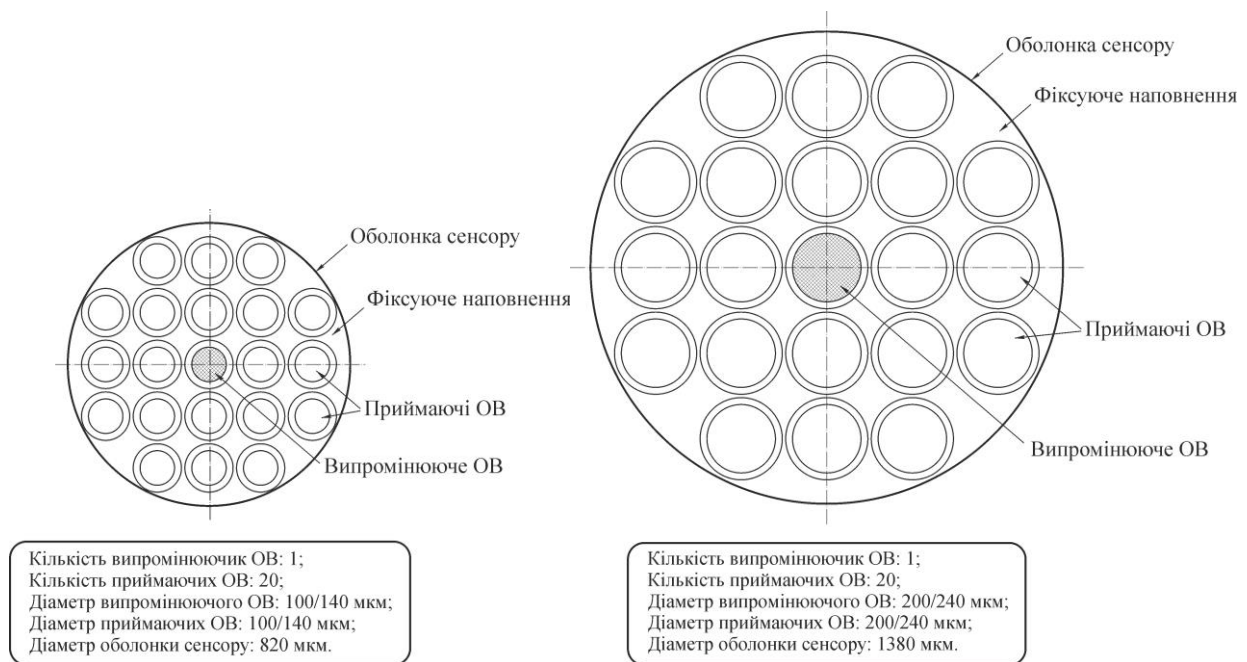 Оболонка сенсору
Фіксуюче наповнення
Приймаючі ОВ
Випромінююче ОВ
Кількість випромінюючик ОВ: 1;
Кількість приймаючих ОВ: 20;
Діаметр випромінюючого ОВ: 100/140 мкм;
Діаметр приймаючих ОВ: 100/140 мкм;
Діаметр оболонки сенсору: 820 мкм.
Оболонка сенсору
Фіксуюче наповнення
Приймаючі ОВ
Випромінююче ОВ
Кількість випромінюючик ОВ: 1;
Кількість приймаючих ОВ: 20;
Діаметр випромінюючого ОВ: 200/240 мкм;
Діаметр приймаючих ОВ: 200/240 мкм;
Діаметр оболонки сенсору: 1380 мкм.